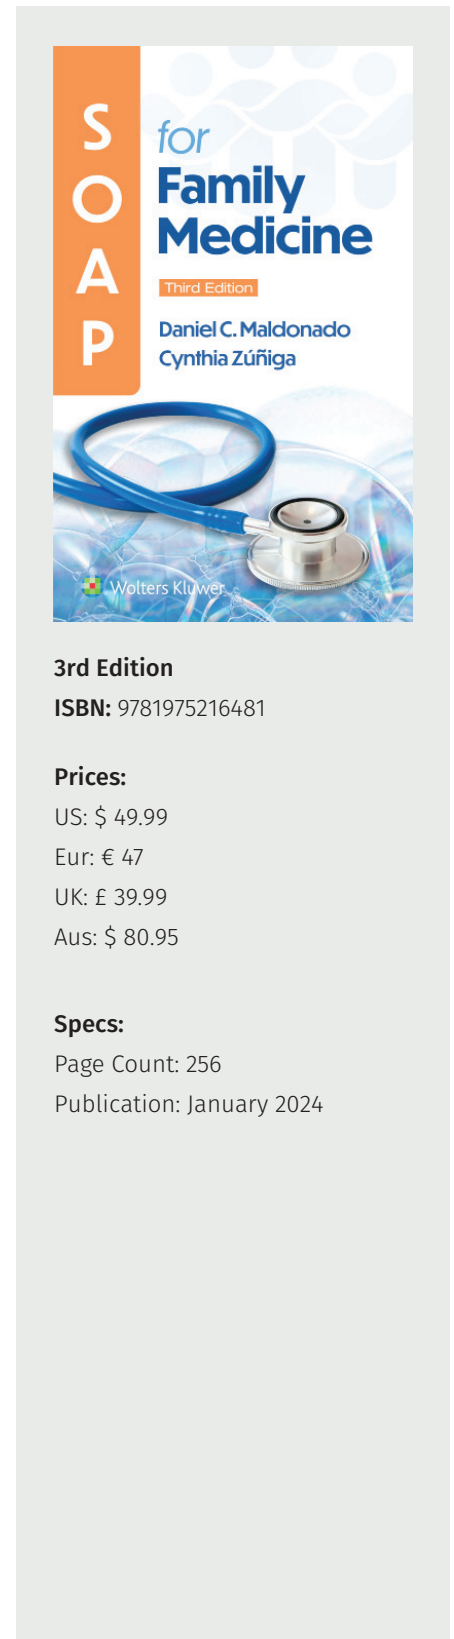 S
O
A
P
for
Family
Medicine
Third Edition
Daniel C. Maldonado
Cynthia Zúñiga
Wolters Kluwer
3rd Edition
ISBN: 9781975216481
Prices:
US: $ 49.99
Eur: € 47
UK: £ 39.99
Aus: $ 80.95
Specs:
Page Count: 256
Publication: January 2024